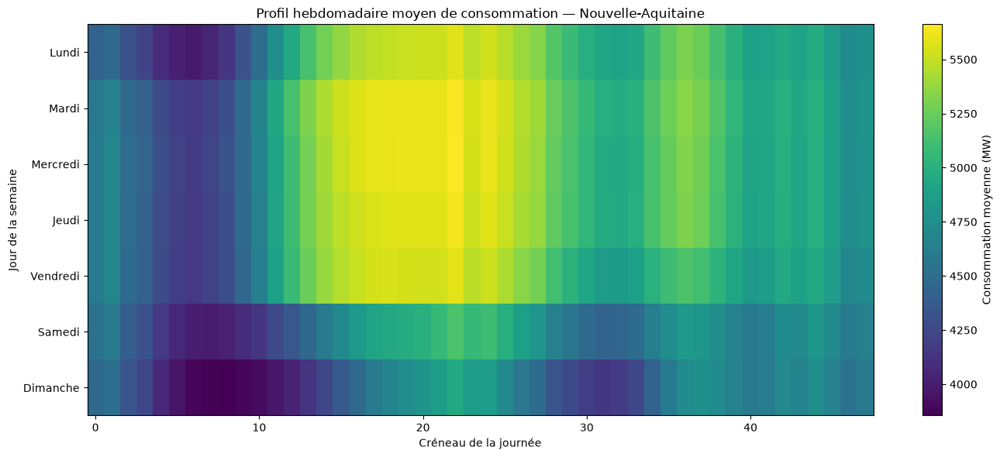 Profil hebdomadaire moyen de consommation — Nouvelle-Aquitaine
Jour de la semaine
Lundi
Mardi
Mercredi
Jeudi
Vendredi
Samedi
Dimanche
0 10 20 30 40
Créneau de la journée
5500
5250
5000
4750
4500
4250
4000
Consommation moyenne (MW)